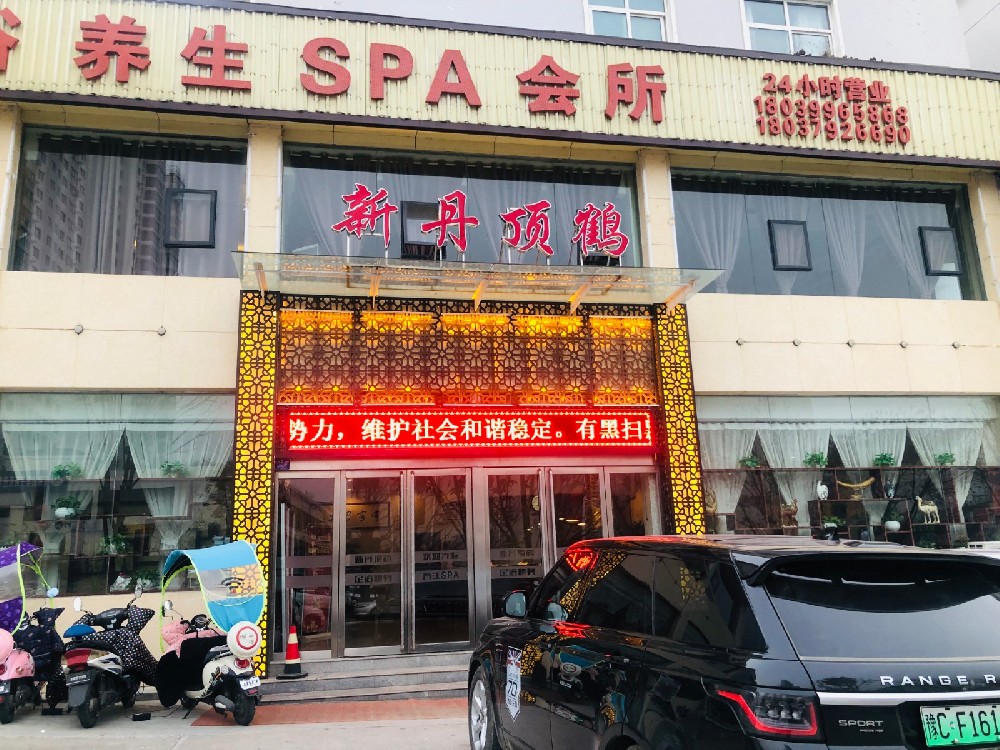 养生SPA会所
24小时营业
18039665868
18037926690
新丹顶鹤
势力，维护社会和谐稳定。有黑扫
RANGE R
SPORT
豫C·F161